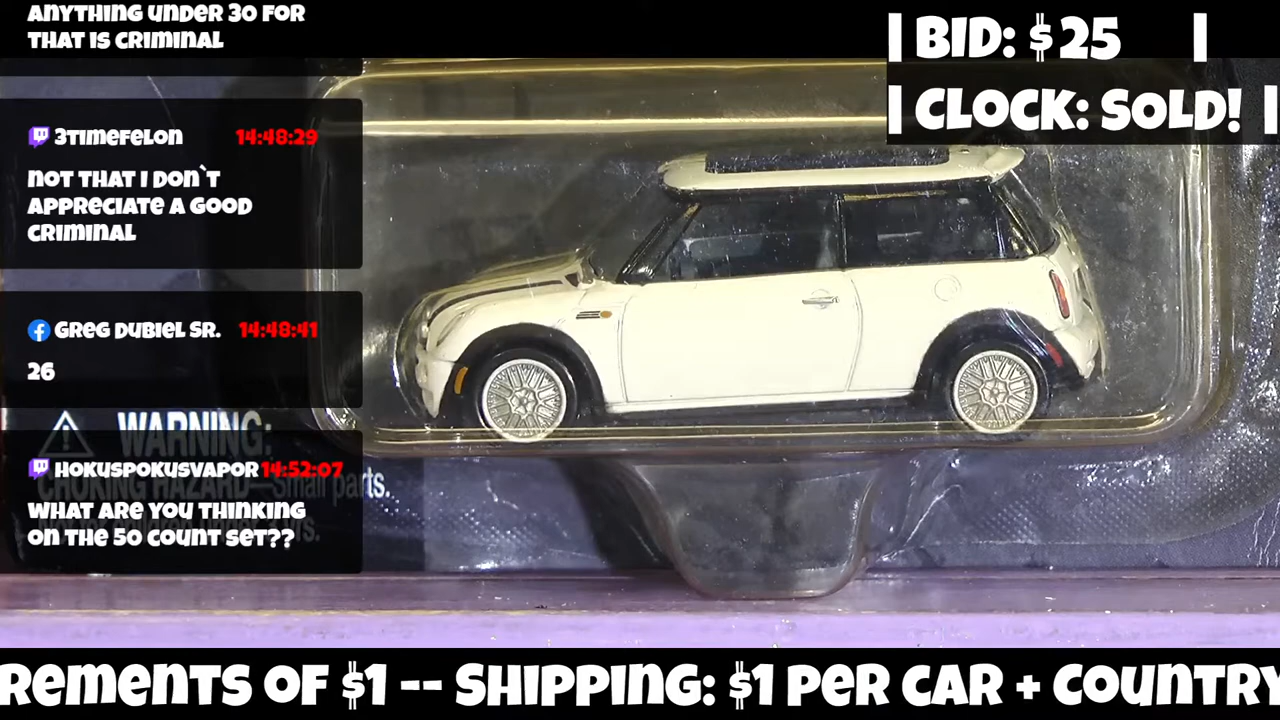 ANYTHING UNDER 30 FOR
THAT IS CRIMINAL
3TIMEFELON 14:48:29
NOT THAT I DON`T
APPRECIATE A GOOD
CRIMINAL
GREG DUBIEL SR. 14:48:41
26
WARNING:
CHOKING HAZARD—Small parts.
HOKUSPOKUSVAPOR 14:52:07
WHAT ARE YOU THINKING
ON THE 50 COUNT SET??
| BID: $25 |
| CLOCK: SOLD! |
REMENTS OF $1 -- SHIPPING: $1 PER CAR + COUNTRY